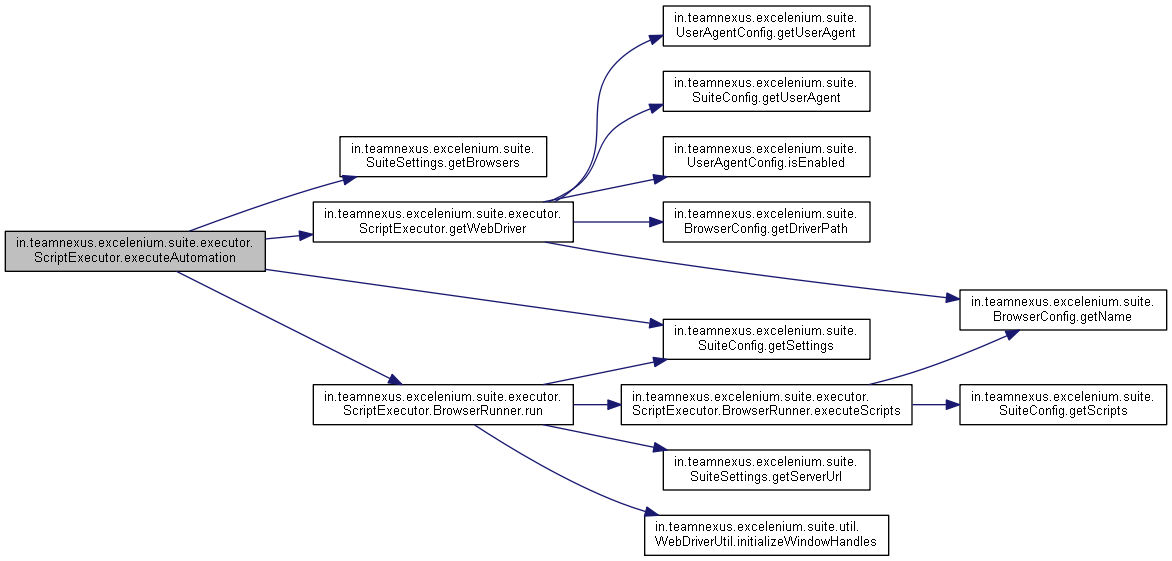 in.teamnexus.excelenium.suite.
UserAgentConfig.getUserAgent
in.teamnexus.excelenium.suite.
SuiteConfig.getUserAgent
in.teamnexus.excelenium.suite.
SuiteSettings.getBrowsers
in.teamnexus.excelenium.suite.
UserAgentConfig.isEnabled
in.teamnexus.excelenium.suite.executor.
ScriptExecutor.getWebDriver
in.teamnexus.excelenium.suite.
BrowserConfig.getDriverPath
in.teamnexus.excelenium.suite.executor.
ScriptExecutor.executeAutomation
in.teamnexus.excelenium.suite.
BrowserConfig.getName
in.teamnexus.excelenium.suite.
SuiteConfig.getSettings
in.teamnexus.excelenium.suite.executor.
ScriptExecutor.BrowserRunner.run
in.teamnexus.excelenium.suite.executor.
ScriptExecutor.BrowserRunner.executeScripts
in.teamnexus.excelenium.suite.
SuiteConfig.getScripts
in.teamnexus.excelenium.suite.
SuiteSettings.getServerUrl
in.teamnexus.excelenium.suite.util.
WebDriverUtil.initializeWindowHandles